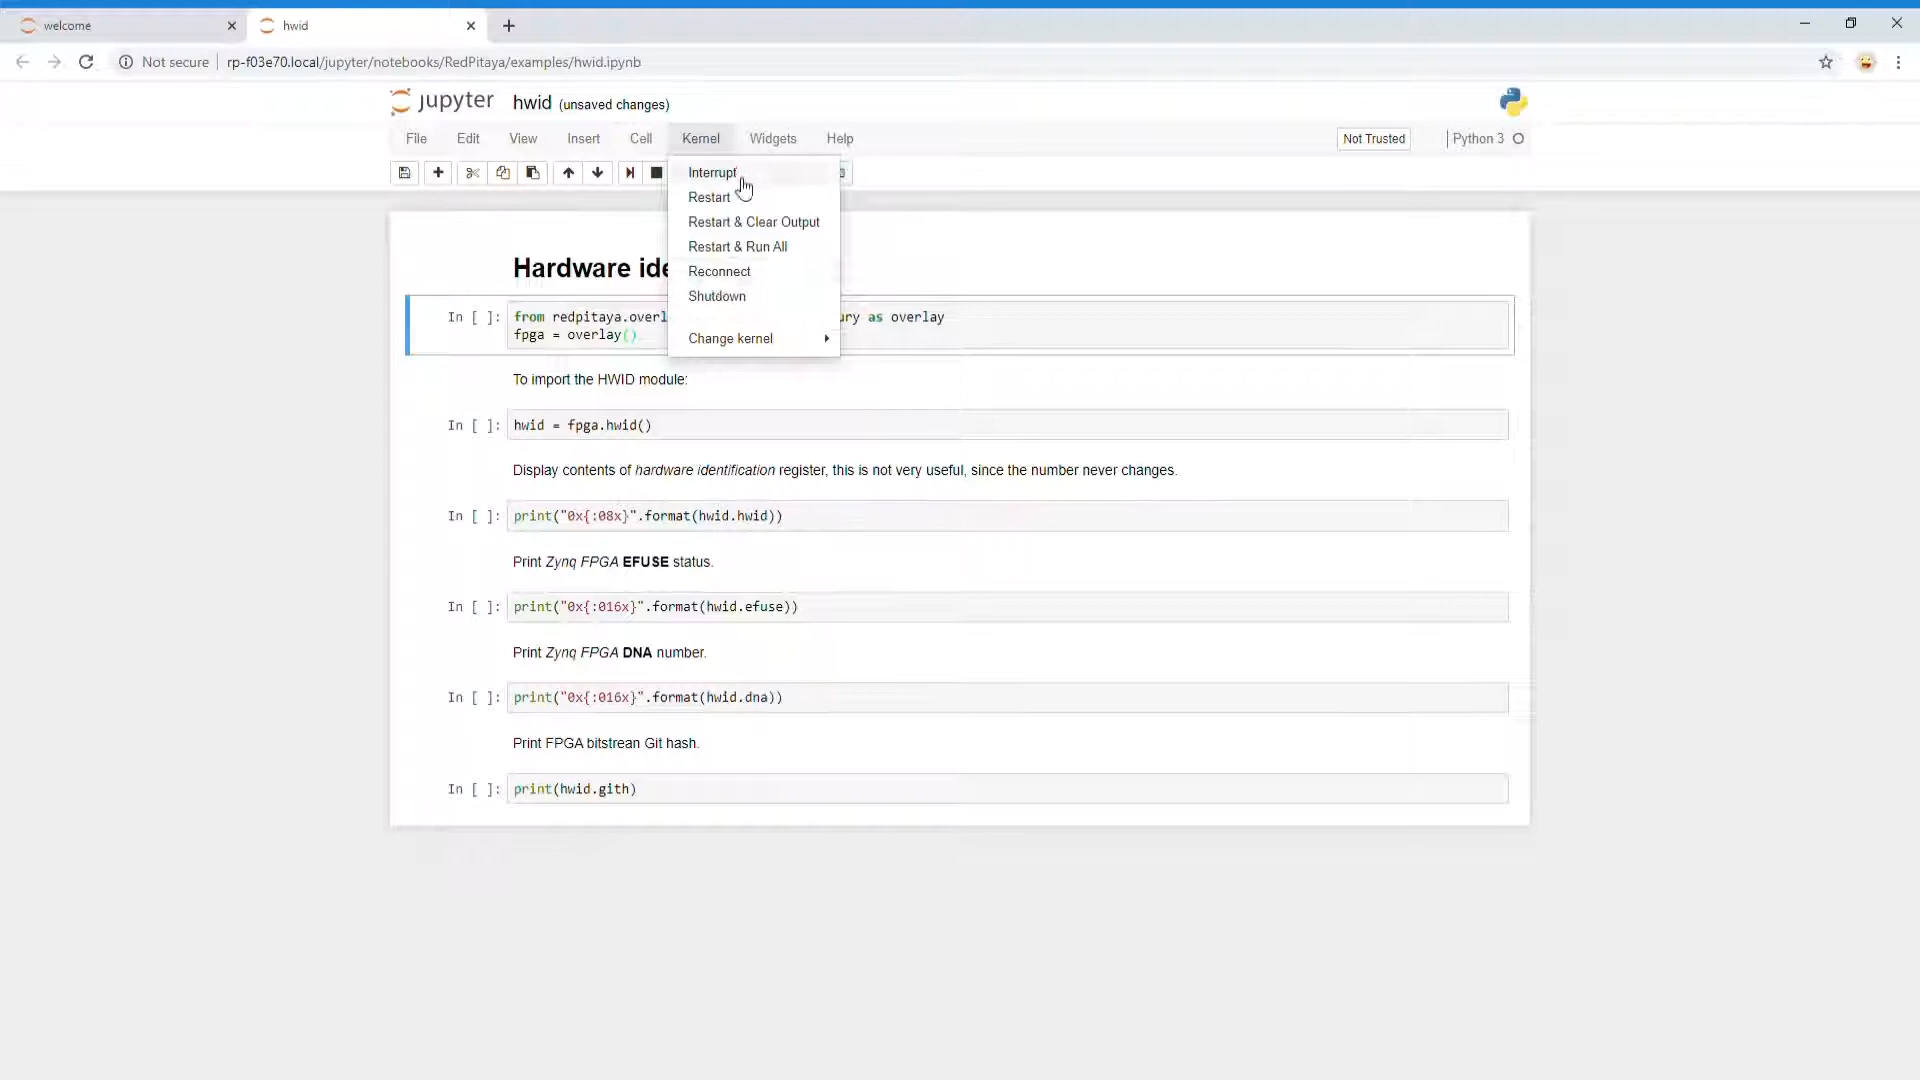 welcome
hwid
Not secure
rp-f03e70.local/jupyter/notebooks/RedPitaya/examples/hwid.ipynb
jupyter
hwid (unsaved changes)
File Edit View Insert Cell Kernel Widgets Help
Not Trusted
Python 3
Interrupt
Restart
Restart & Clear Output
Restart & Run All
Reconnect
Shutdown
Change kernel
Hardware
In [ ]:
from redpitaya.overl
as overlay
fpga = overlay()
To import the HWID module:
In [ ]: hwid = fpga.hwid()
Display contents of hardware identification register, this is not very useful, since the number never changes.
In [ ]: print("0x{:08x}".format(hwid.hwid))
Print Zynq FPGA EFUSE status.
In [ ]: print("0x{:016x}".format(hwid.efuse))
Print Zynq FPGA DNA number.
In [ ]: print("0x{:016x}".format(hwid.dna))
Print FPGA bitstrean Git hash.
In [ ]: print(hwid.gith)